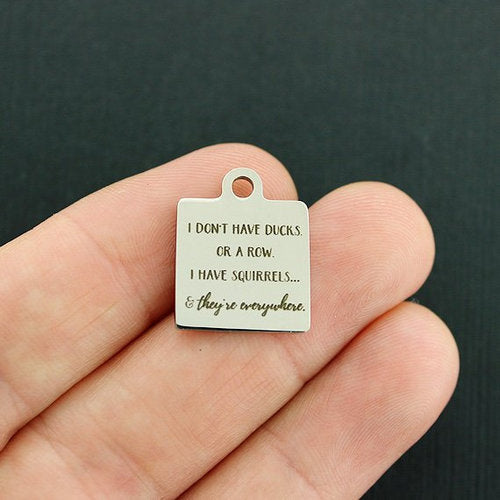 I DON'T HAVE DUCKS.
OR A ROW.
I HAVE SQUIRRELS...
& they're everywhere.